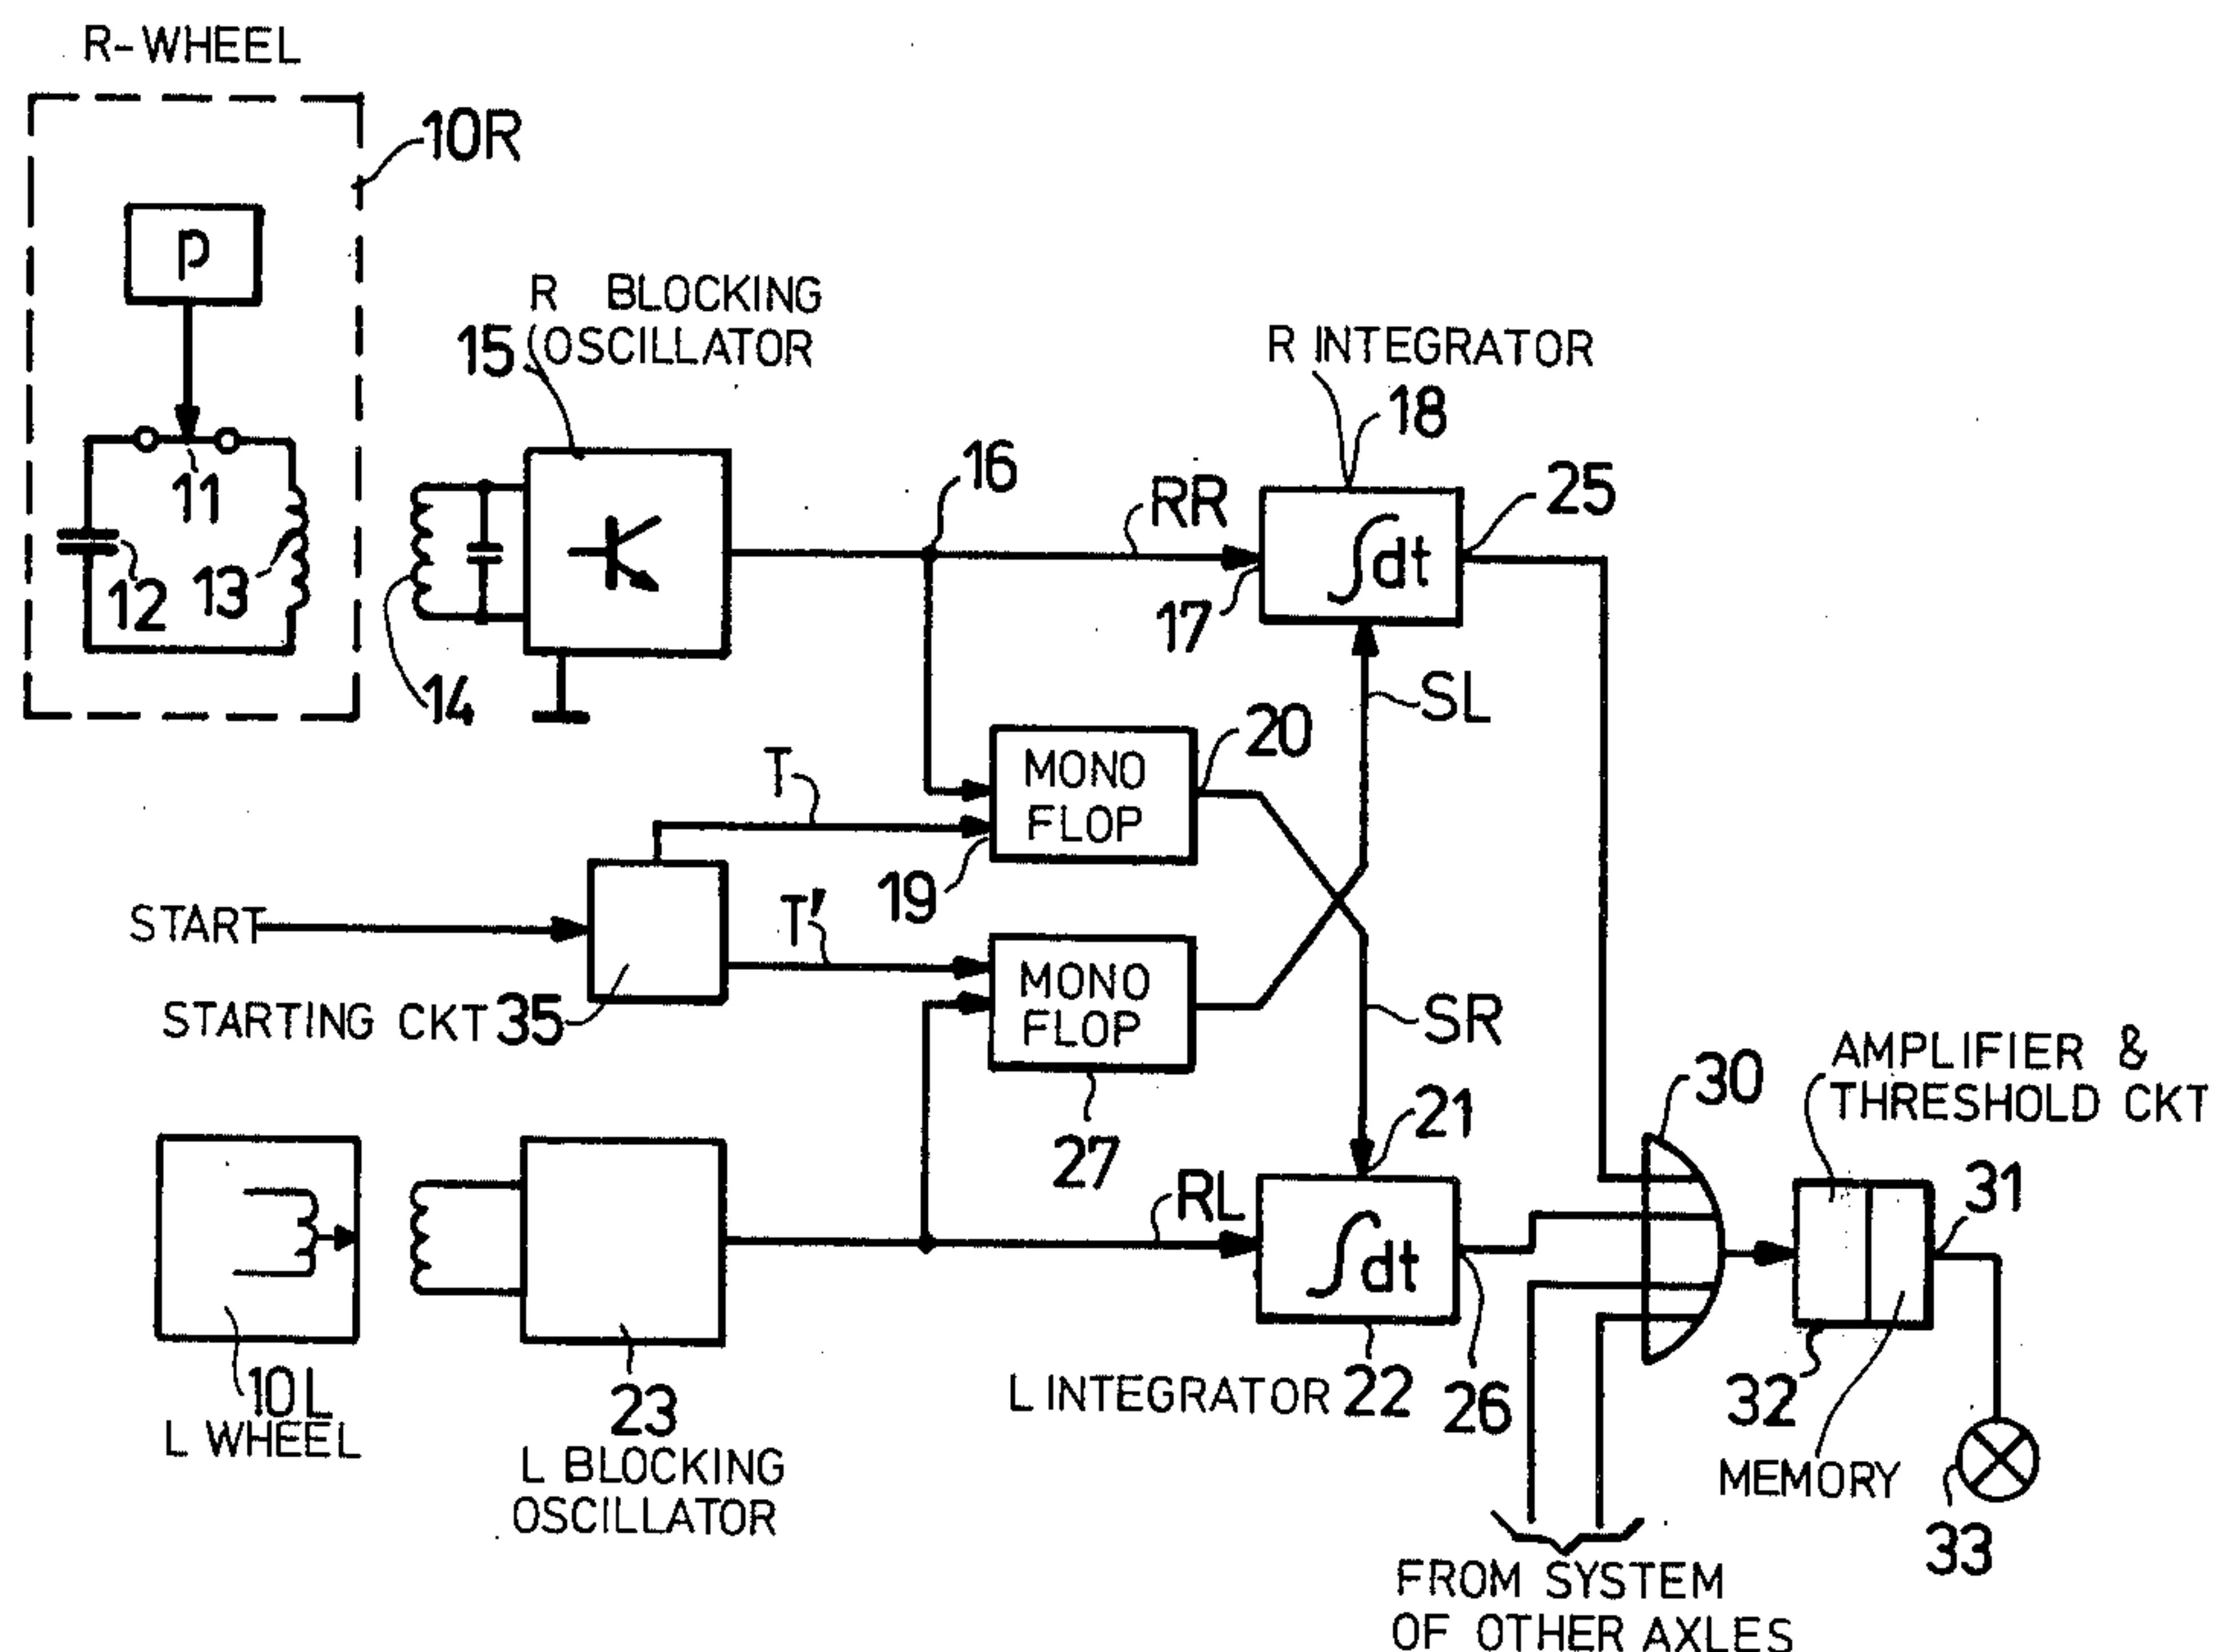 R-WHEEL
10R
P
11
12
13
14
R BLOCKING
15 OSCILLATOR
16
RR
17
R INTEGRATOR
18
∫dt
25
SL
T
MONO
FLOP
20
19
START
T'
STARTING CKT 35
MONO
FLOP
27
SR
21
10L
L WHEEL
23
L BLOCKING
OSCILLATOR
RL
∫dt
L INTEGRATOR 22
26
30
AMPLIFIER &
THRESHOLD CKT
31
32
MEMORY
33
FROM SYSTEM
OF OTHER AXLES